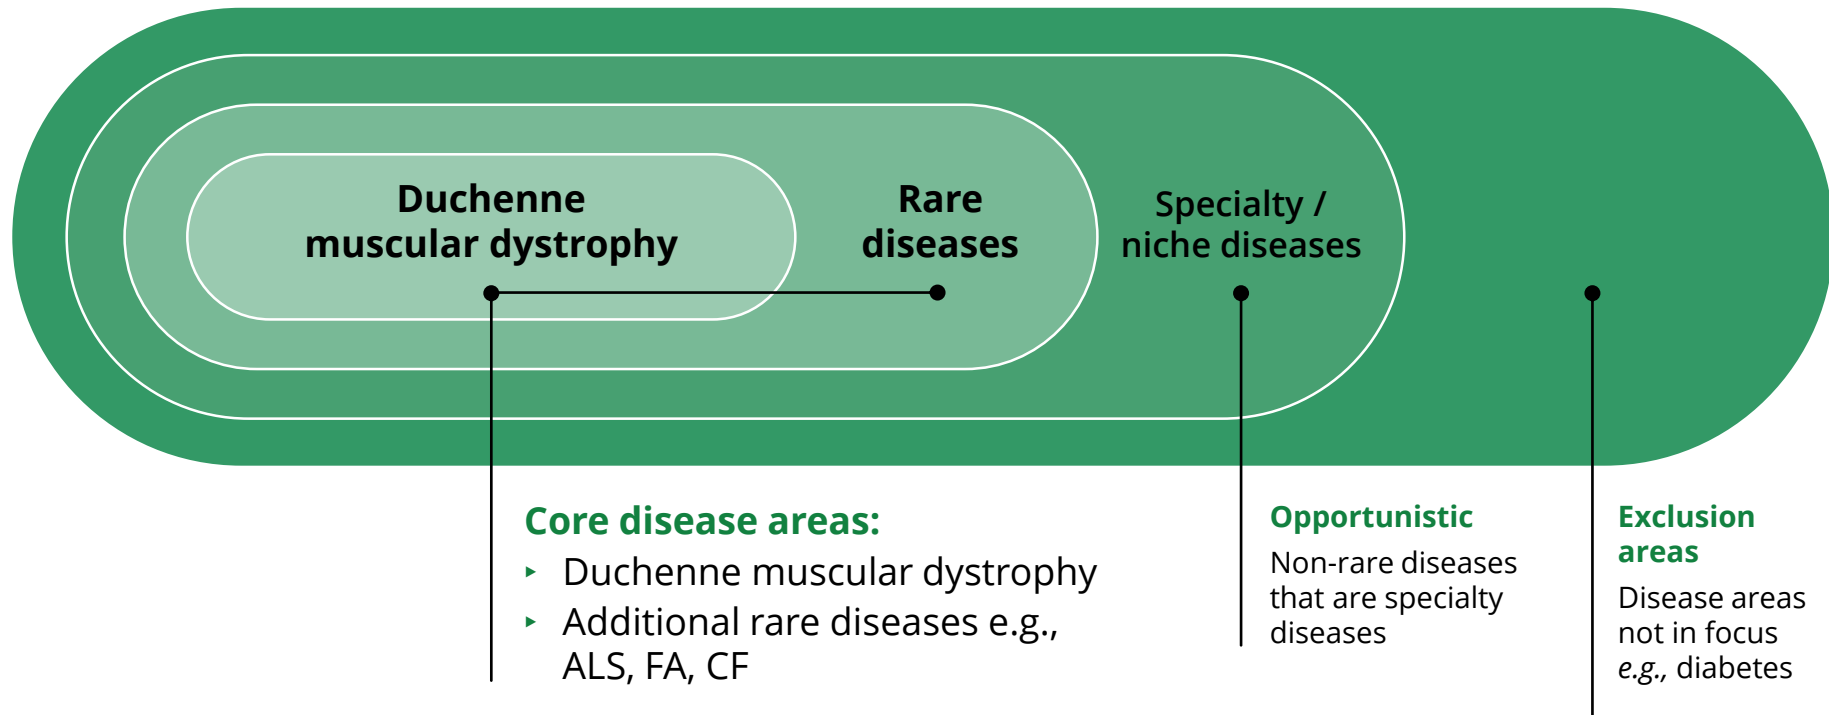 Duchenne
muscular dystrophy
Rare
diseases
Specialty /
niche diseases
Core disease areas:
‣ Duchenne muscular dystrophy
‣ Additional rare diseases e.g.,
ALS, FA, CF
Opportunistic
Non-rare diseases
that are specialty
diseases
Exclusion
areas
Disease areas
not in focus
e.g., diabetes